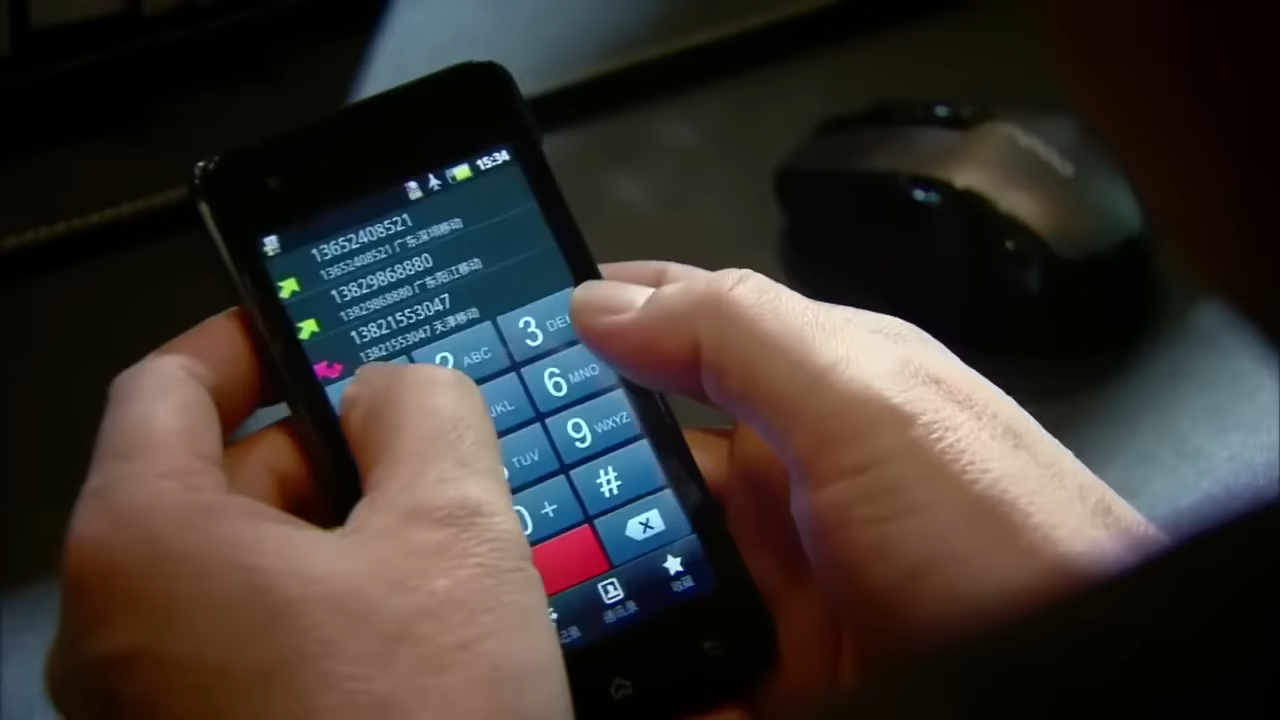 15:34
13652408521
13652408521 广东深圳移动
13829868880
13829868880 广东阳江移动
13821553047
13821553047 天津移动
2 ABC
3 DEF
JKL
6 MNO
TUV
9 WXYZ
0 +
#
记录
通讯录
收藏